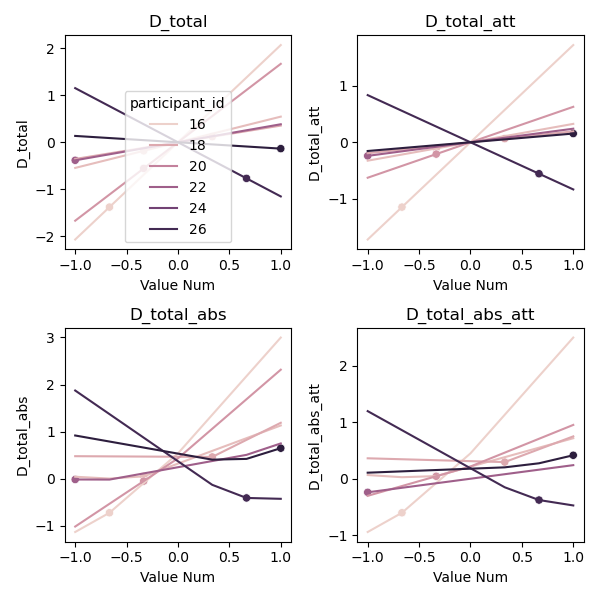 D_total
D_total_att
D_total
2
1
0
−1
−2
participant_id
16
18
20
22
24
26
−1.0 −0.5 0.0 0.5 1.0
Value Num
D_total_att
1
0
−1
−1.0 −0.5 0.0 0.5 1.0
Value Num
D_total_abs
D_total_abs_att
D_total_abs
3
2
1
0
−1
−1.0 −0.5 0.0 0.5 1.0
Value Num
D_total_abs_att
2
1
0
−1
−1.0 −0.5 0.0 0.5 1.0
Value Num